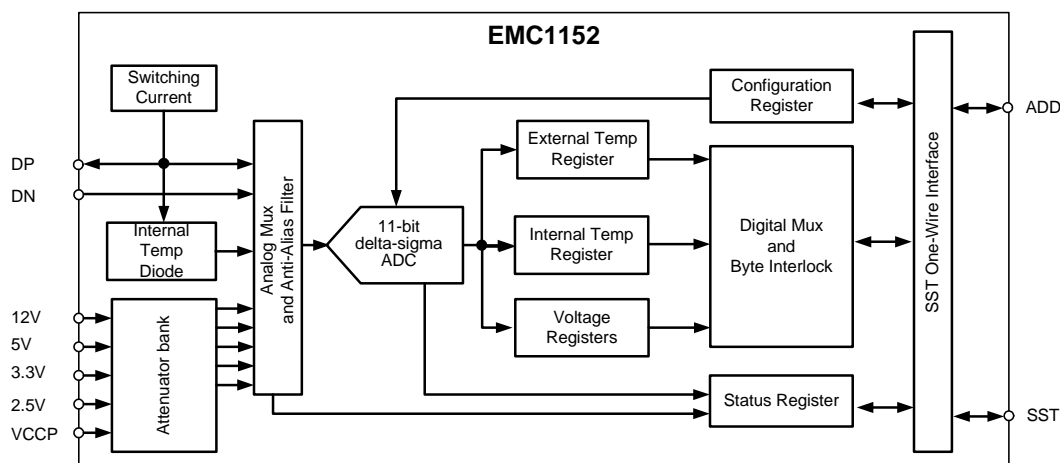 EMC1152
Switching
Current
Configuration
Register
ADD
External Temp
Register
DP
DN
Analog Mux
and Anti-Alias Filter
11-bit
delta-sigma
ADC
Internal
Temp
Diode
Internal Temp
Register
Digital Mux
and
Byte Interlock
SST One-Wire Interface
12V
5V
3.3V
2.5V
VCCP
Attenuator bank
Voltage
Registers
Status Register
SST